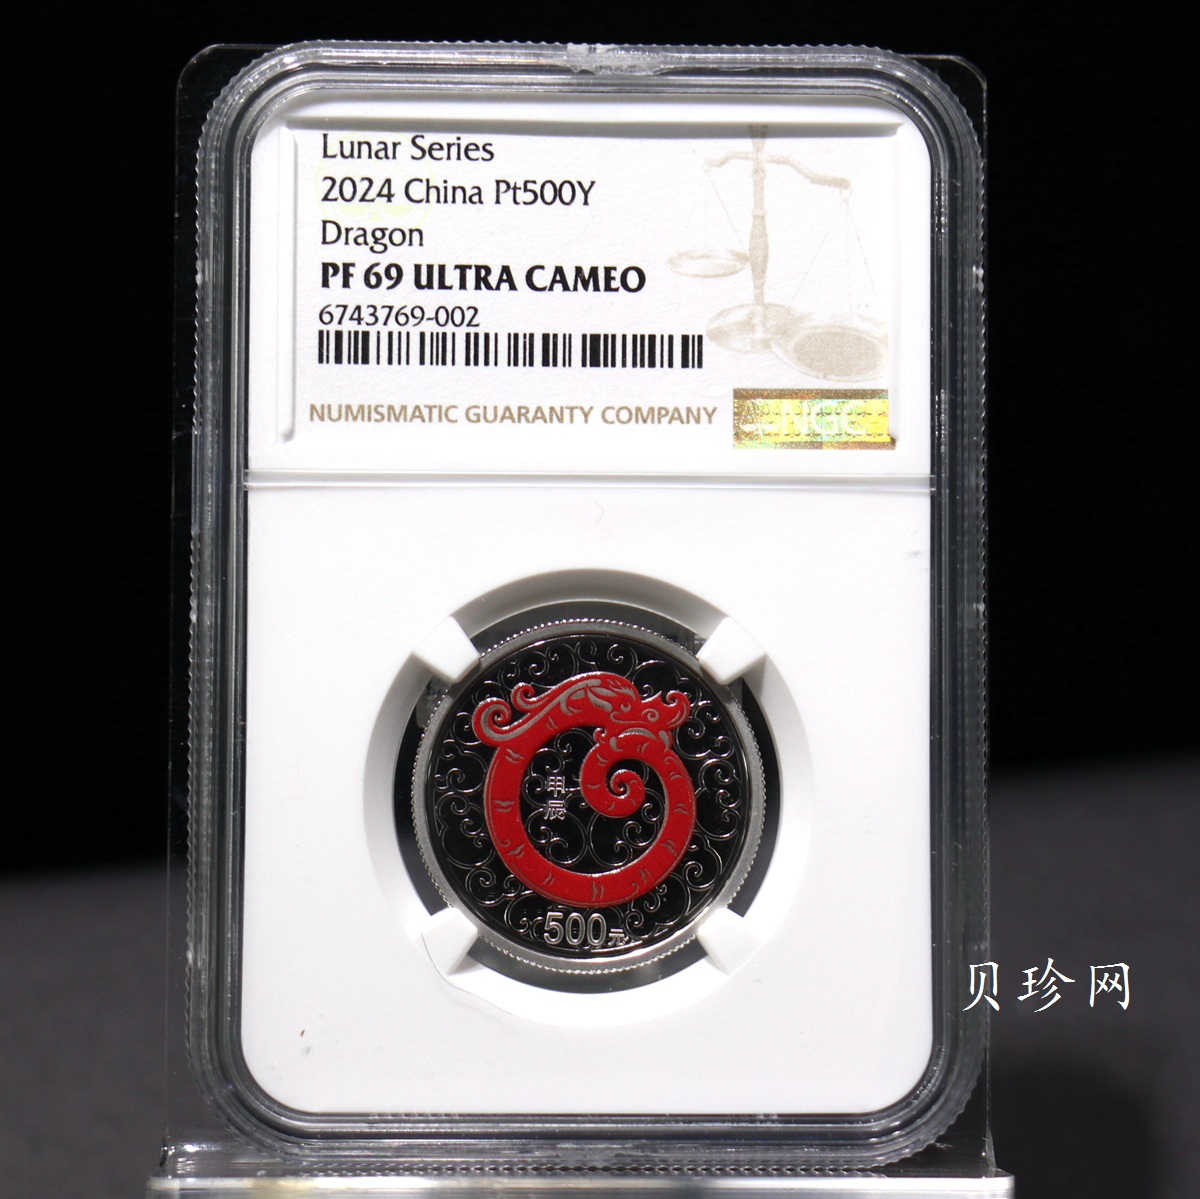 Lunar Series
2024 China Pt500Y
Dragon
PF 69 ULTRA CAMEO
6743769-002
NUMISMATIC GUARANTY COMPANY
NGC
甲辰
500元
贝珍网